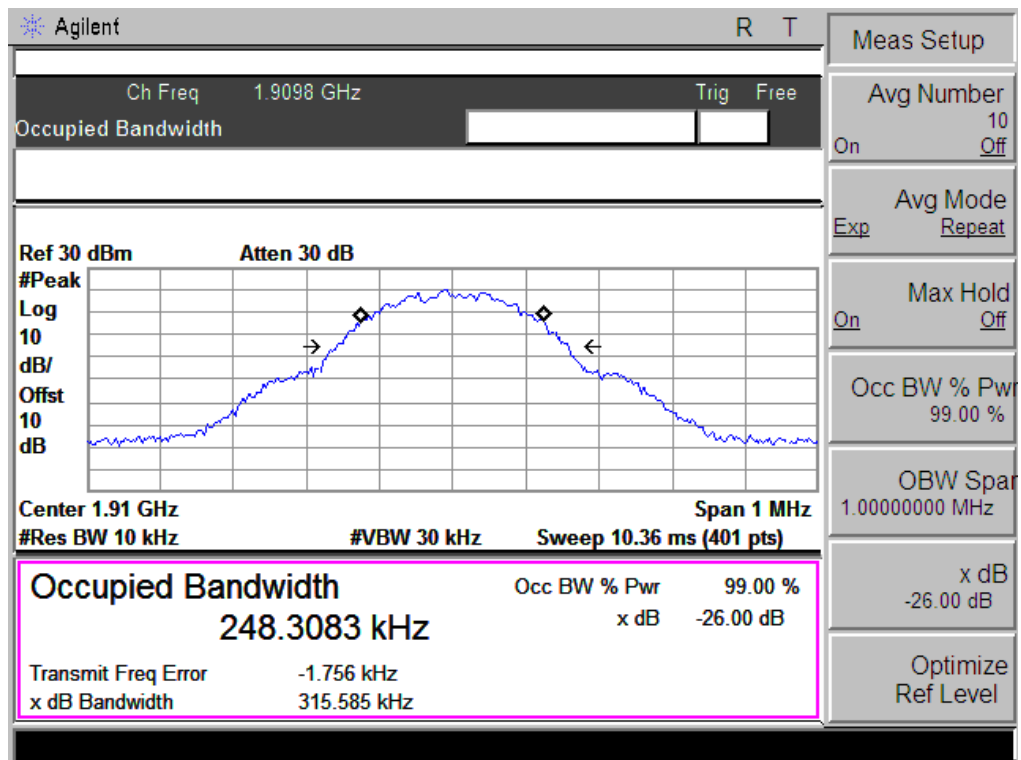 Agilent R T
Ch Freq 1.9098 GHz Trig Free
Occupied Bandwidth
Ref 30 dBm Atten 30 dB
#Peak
Log
10
dB/
Offst
10
dB
Center 1.91 GHz Span 1 MHz
#Res BW 10 kHz #VBW 30 kHz Sweep 10.36 ms (401 pts)
Occupied Bandwidth
248.3083 kHz
Occ BW % Pwr 99.00 %
x dB -26.00 dB
Transmit Freq Error -1.756 kHz
x dB Bandwidth 315.585 kHz
Meas Setup
Avg Number
10
On Off
Avg Mode
Exp Repeat
Max Hold
On Off
Occ BW % Pwr
99.00 %
OBW Spar
1.00000000 MHz
x dB
-26.00 dB
Optimize
Ref Level